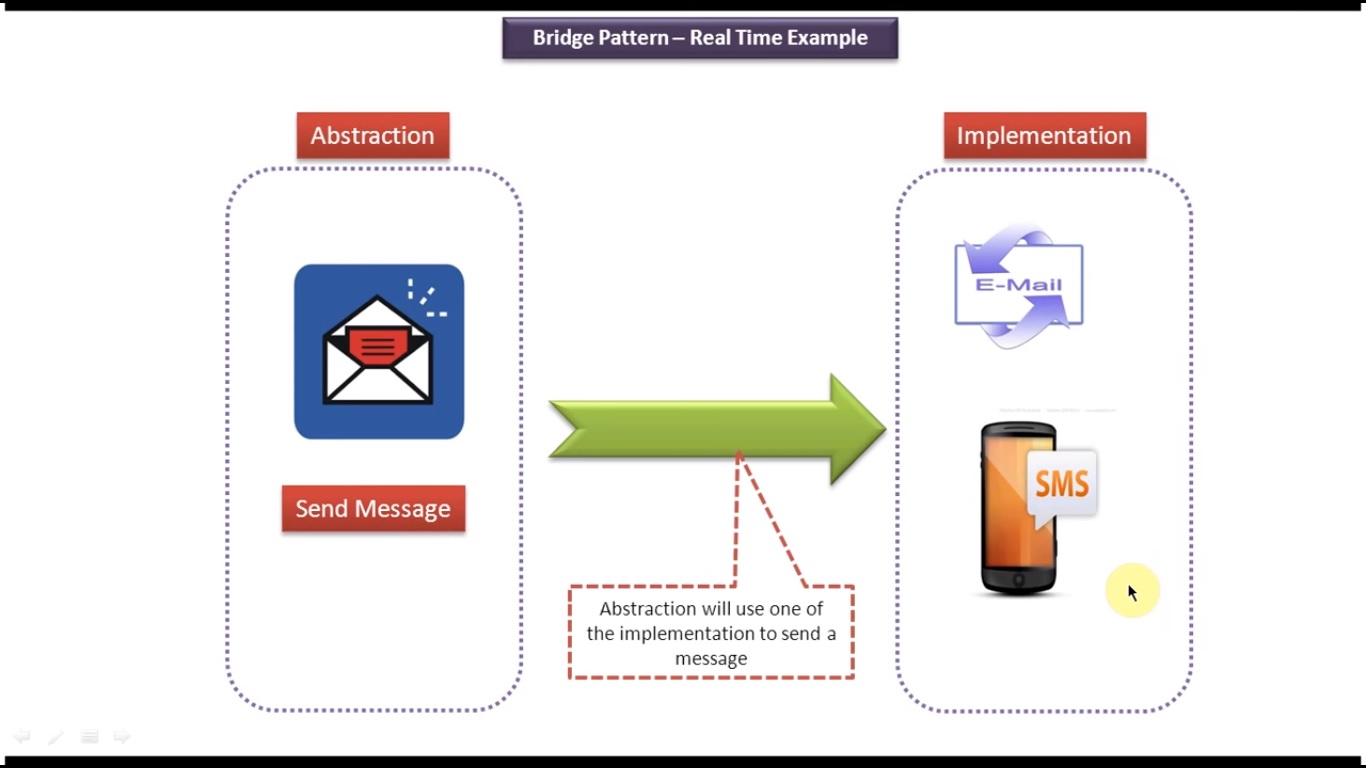 Bridge Pattern – Real Time Example
Abstraction
Implementation
E-Mail
SMS
Send Message
Abstraction will use one of
the implementation to send a
message